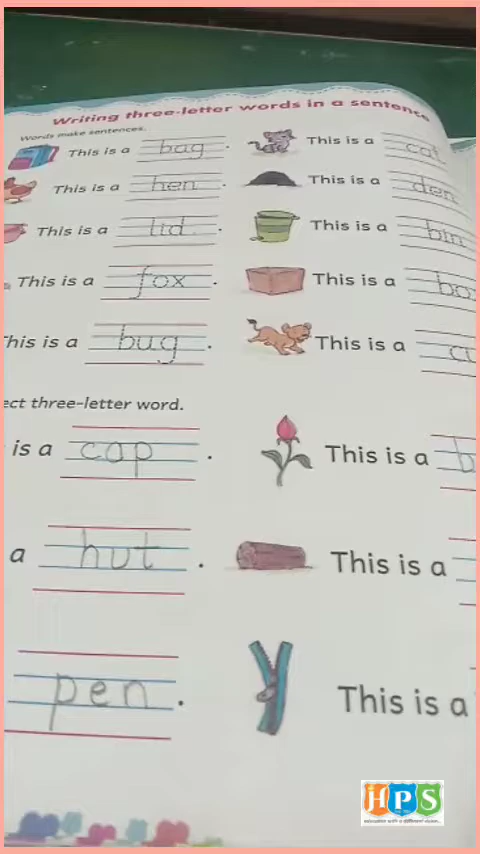 Writing three-letter words in a sentence
Words make sentences.
This is a bag. This is a cat
This is a hen. This is a den
This is a lid. This is a bin
This is a fox. This is a
This is a bug. This is a
three-letter word.
is a cap. This is a
a hut. This is a
pen. This is a
HPS